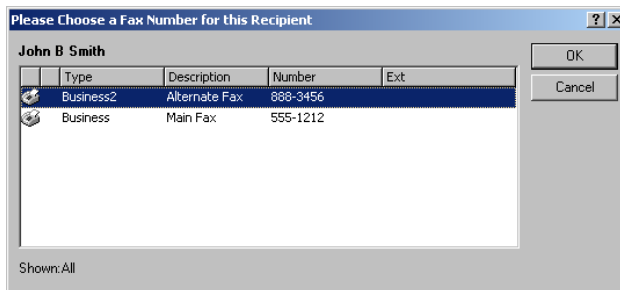 Please Choose a Fax Number for this Recipient
John B Smith
OK
Type Description Number Ext
Cancel
Business2 Alternate Fax 888-3456
Business Main Fax 555-1212
Shown:All